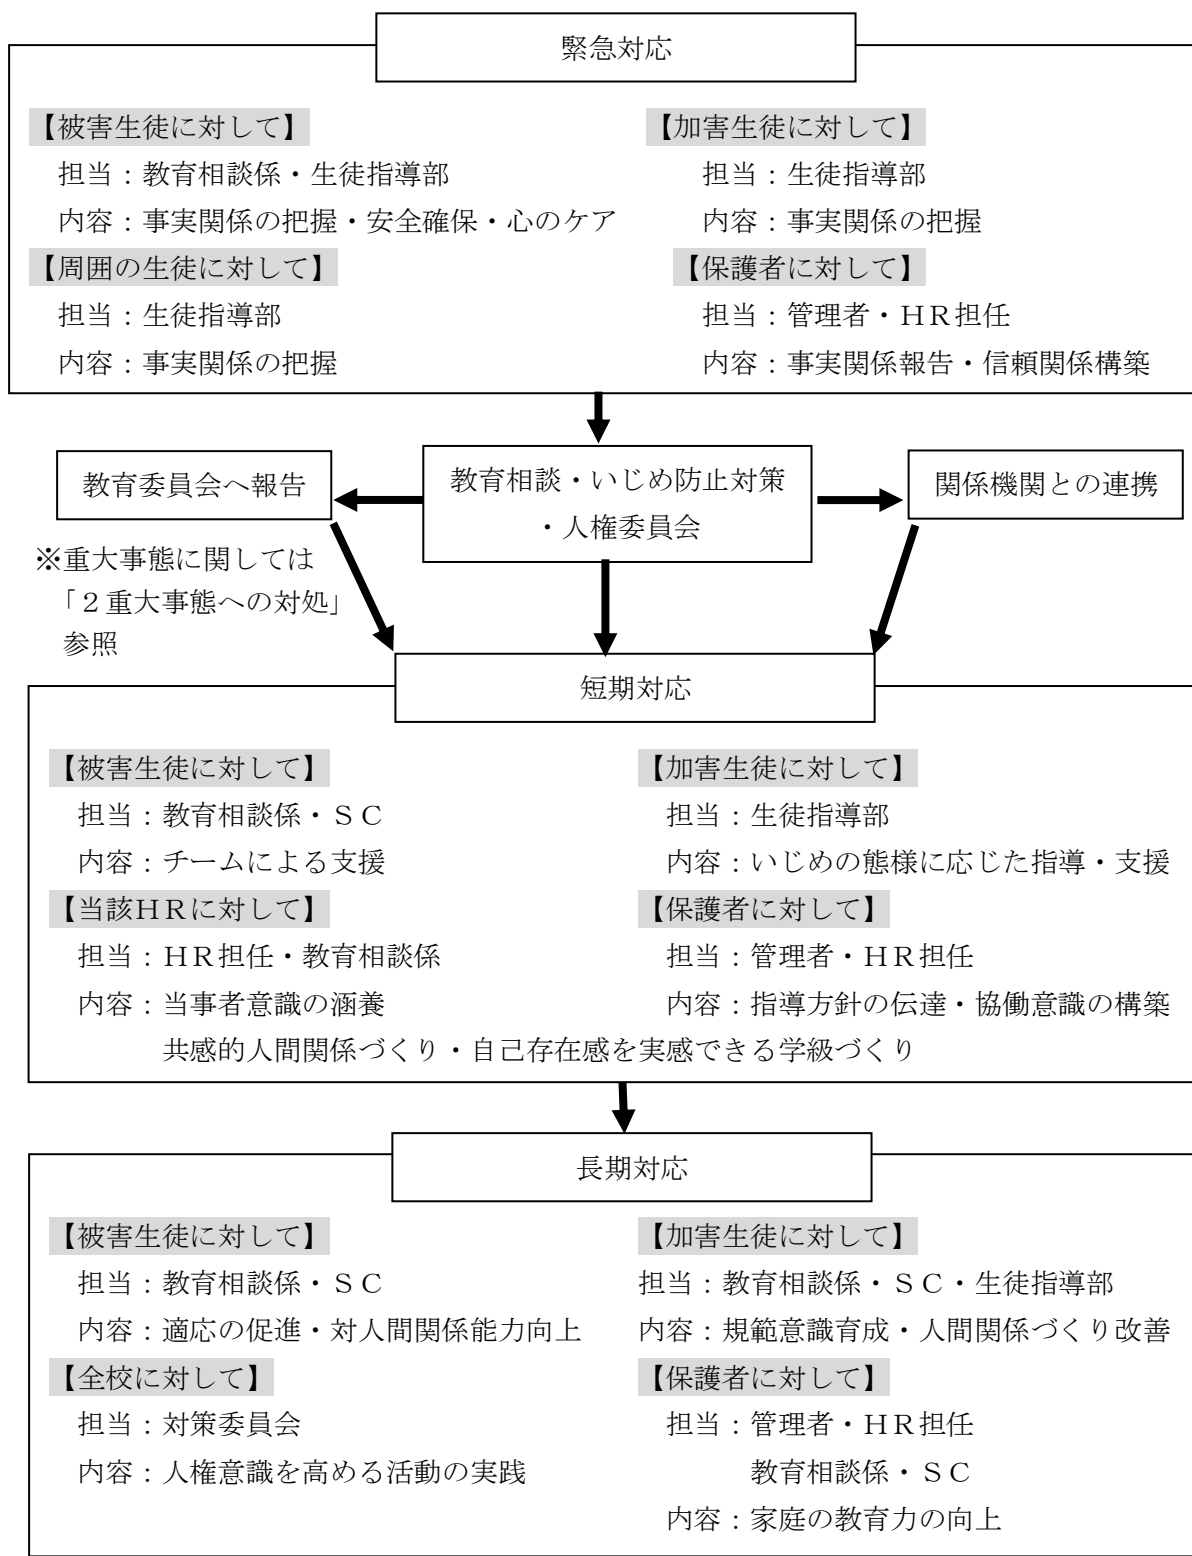 緊急対応
【被害生徒に対して】
担当：教育相談係・生徒指導部
内容：事実関係の把握・安全確保・心のケア
【加害生徒に対して】
担当：生徒指導部
内容：事実関係の把握
【周囲の生徒に対して】
担当：生徒指導部
内容：事実関係の把握
【保護者に対して】
担当：管理者・ＨＲ担任
内容：事実関係報告・信頼関係構築
教育委員会へ報告
教育相談・いじめ防止対策
・人権委員会
関係機関との連携
※重大事態に関しては
「２重大事態への対処」
参照
短期対応
【被害生徒に対して】
担当：教育相談係・ＳＣ
内容：チームによる支援
【加害生徒に対して】
担当：生徒指導部
内容：いじめの態様に応じた指導・支援
【当該ＨＲに対して】
担当：ＨＲ担任・教育相談係
内容：当事者意識の涵養
共感的人間関係づくり・自己存在感を実感できる学級づくり
【保護者に対して】
担当：管理者・ＨＲ担任
内容：指導方針の伝達・協働意識の構築
長期対応
【被害生徒に対して】
担当：教育相談係・ＳＣ
内容：適応の促進・対人間関係能力向上
【加害生徒に対して】
担当：教育相談係・ＳＣ・生徒指導部
内容：規範意識育成・人間関係づくり改善
【全校に対して】
担当：対策委員会
内容：人権意識を高める活動の実践
【保護者に対して】
担当：管理者・ＨＲ担任
教育相談係・ＳＣ
内容：家庭の教育力の向上